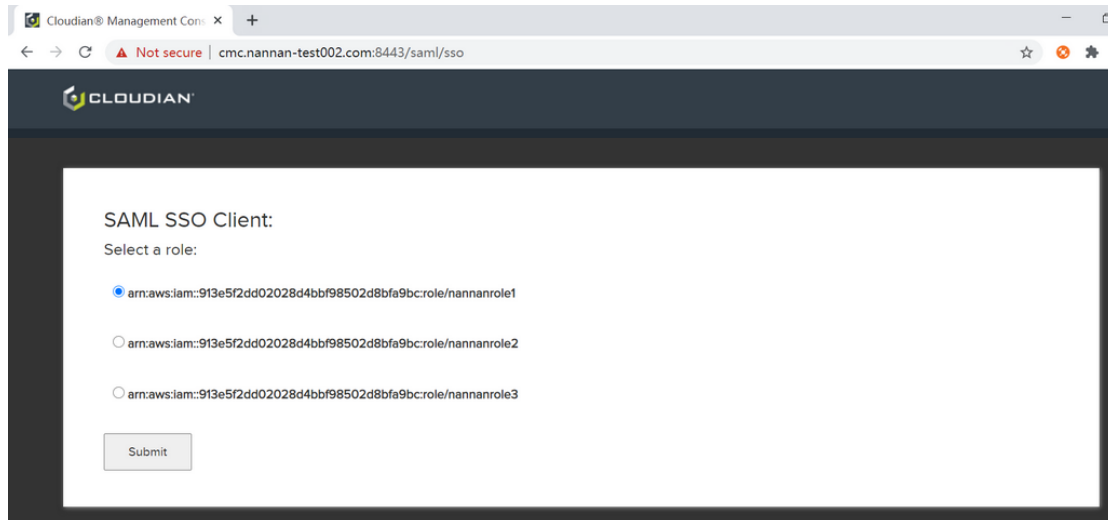 Cloudian® Management Cons
Not secure | cmc.nannan-test002.com:8443/saml/sso
CLOUDIAN
SAML SSO Client:
Select a role:
arn:aws:iam::913e5f2dd02028d4bbf98502d8bfa9bc:role/nannanrole1
arn:aws:iam::913e5f2dd02028d4bbf98502d8bfa9bc:role/nannanrole2
arn:aws:iam::913e5f2dd02028d4bbf98502d8bfa9bc:role/nannanrole3
Submit